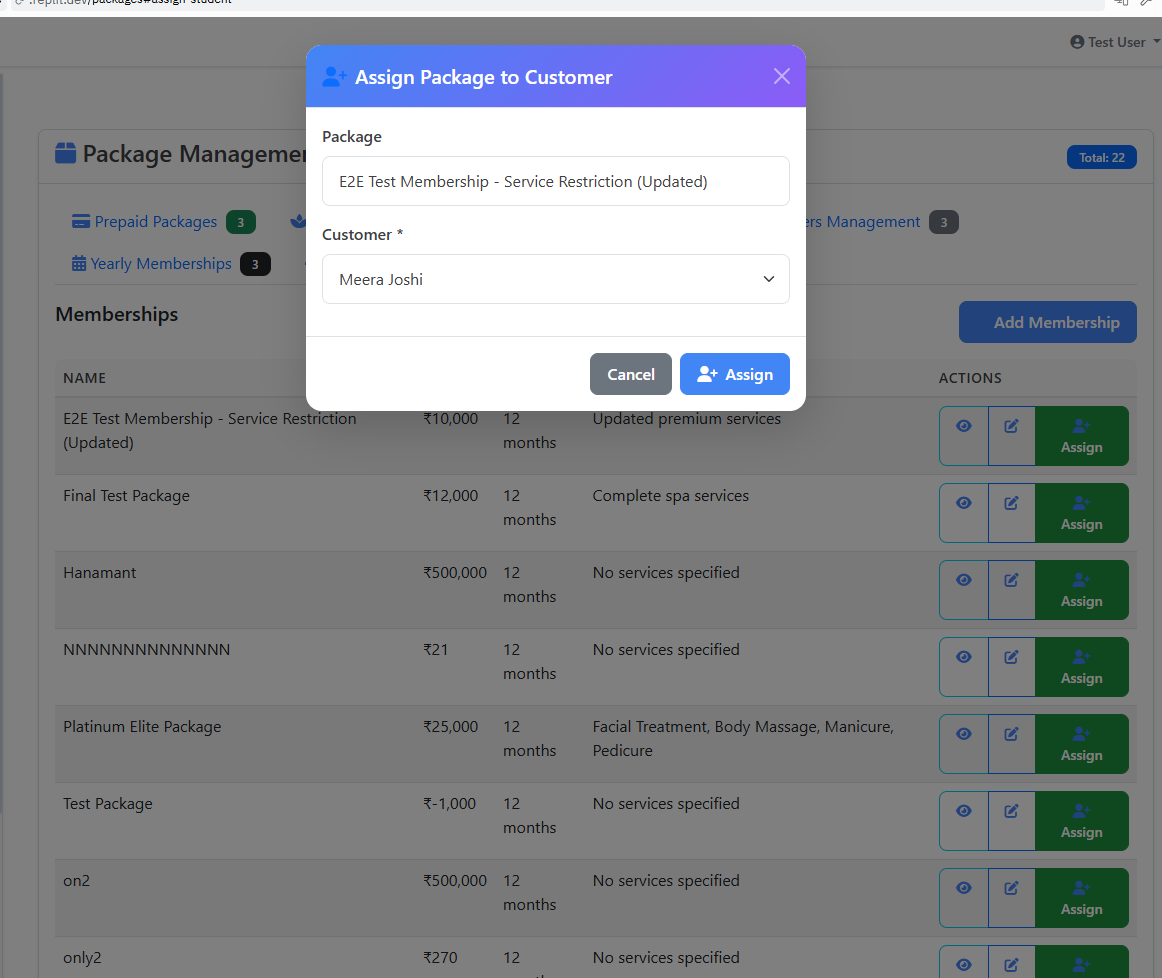 .replit.dev/packages#assign-student
Test User
Assign Package to Customer
Package
E2E Test Membership - Service Restriction (Updated)
Customer *
Meera Joshi
Cancel
Assign
Package Managemen
Total: 22
Prepaid Packages 3
ers Management 3
Yearly Memberships 3
Memberships
Add Membership
NAME
ACTIONS
E2E Test Membership - Service Restriction
(Updated)
₹10,000
12
months
Updated premium services
Assign
Final Test Package
₹12,000
12
months
Complete spa services
Assign
Hanamant
₹500,000
12
months
No services specified
Assign
NNNNNNNNNNNNNN
₹21
12
months
No services specified
Assign
Platinum Elite Package
₹25,000
12
months
Facial Treatment, Body Massage, Manicure,
Pedicure
Assign
Test Package
₹-1,000
12
months
No services specified
Assign
on2
₹500,000
12
months
No services specified
Assign
only2
₹270
12
No services specified